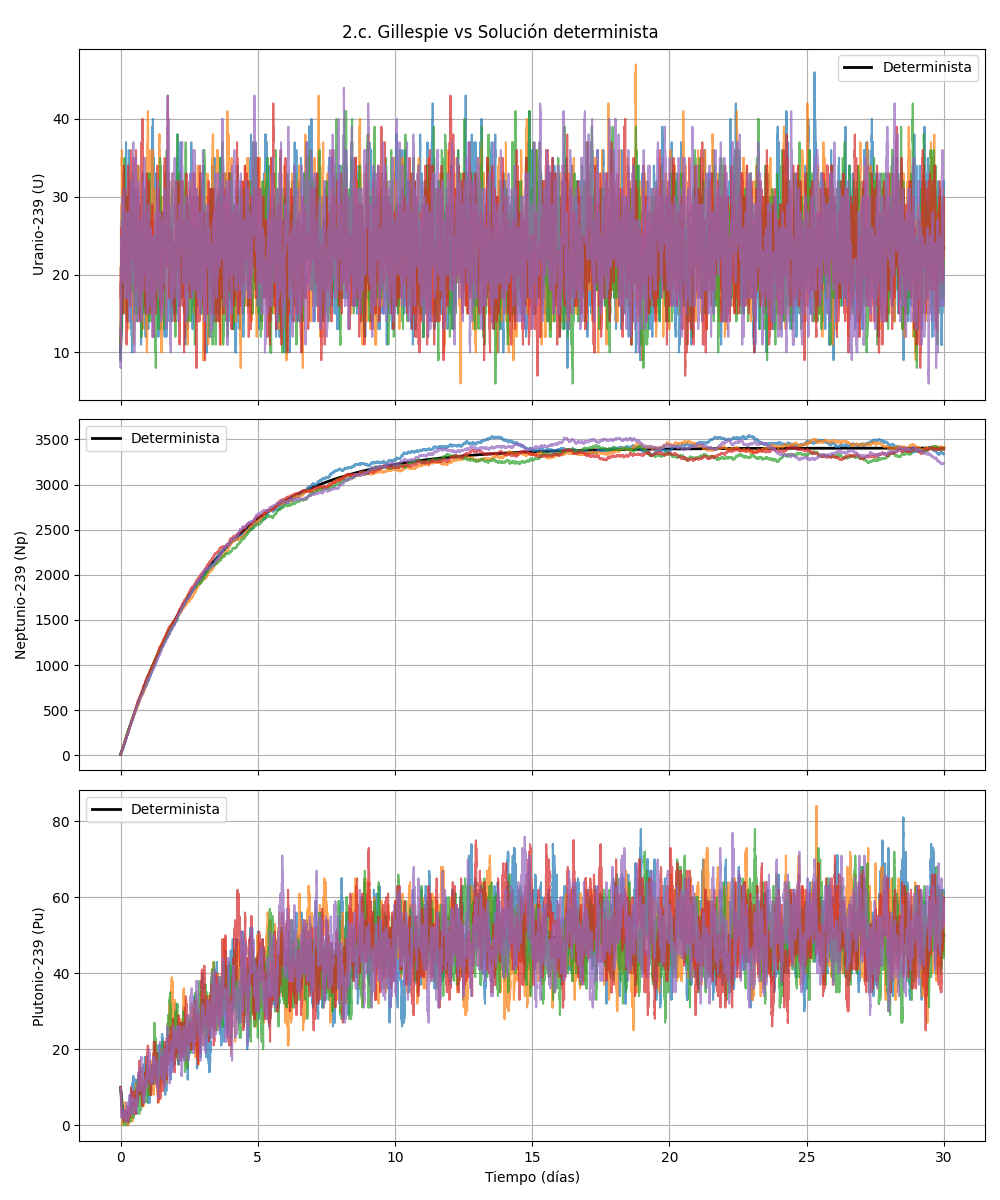 2.c. Gillespie vs Solución determinista
Determinista
40
30
20
10
Uranio-239 (U)
Determinista
3500
3000
2500
2000
1500
1000
500
0
Neptunio-239 (Np)
Determinista
80
60
40
20
0
Plutonio-239 (Pu)
0 5 10 15 20 25 30
Tiempo (días)